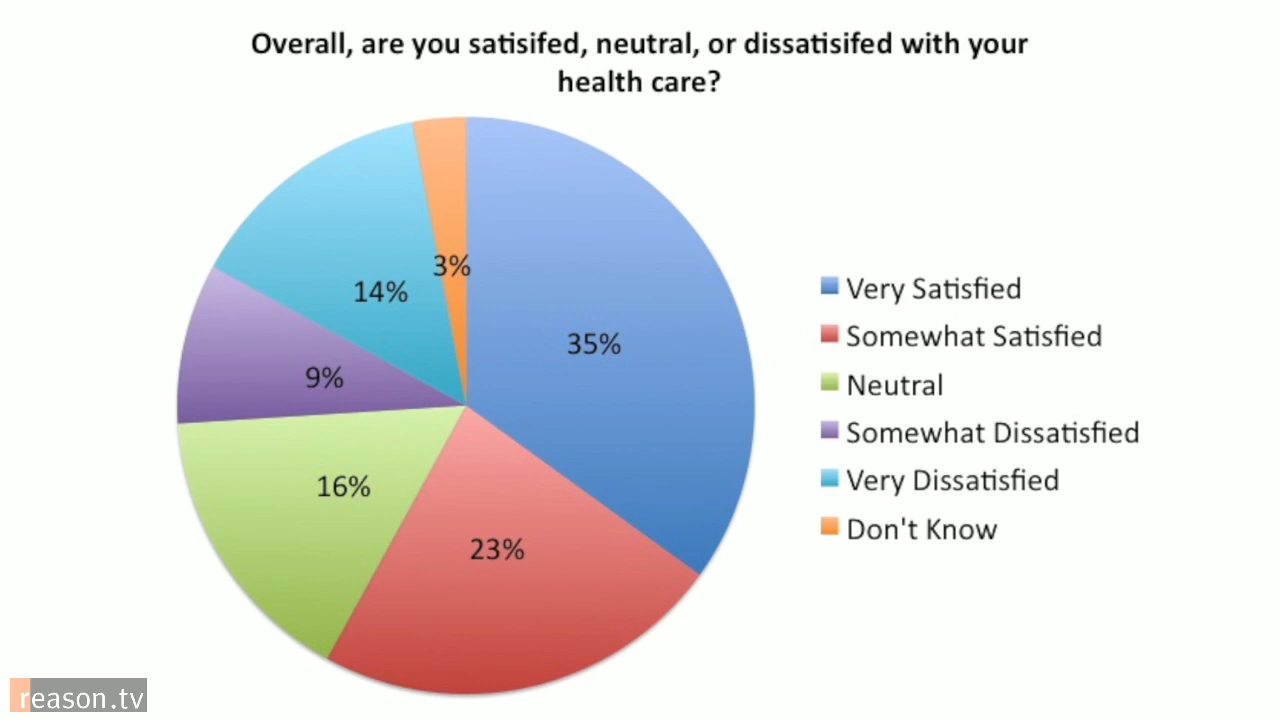 Overall, are you satisifed, neutral, or dissatisifed with your
health care?
3%
14%
35%
9%
16%
23%
Very Satisfied
Somewhat Satisfied
Neutral
Somewhat Dissatisfied
Very Dissatisfied
Don't Know
reason.tv